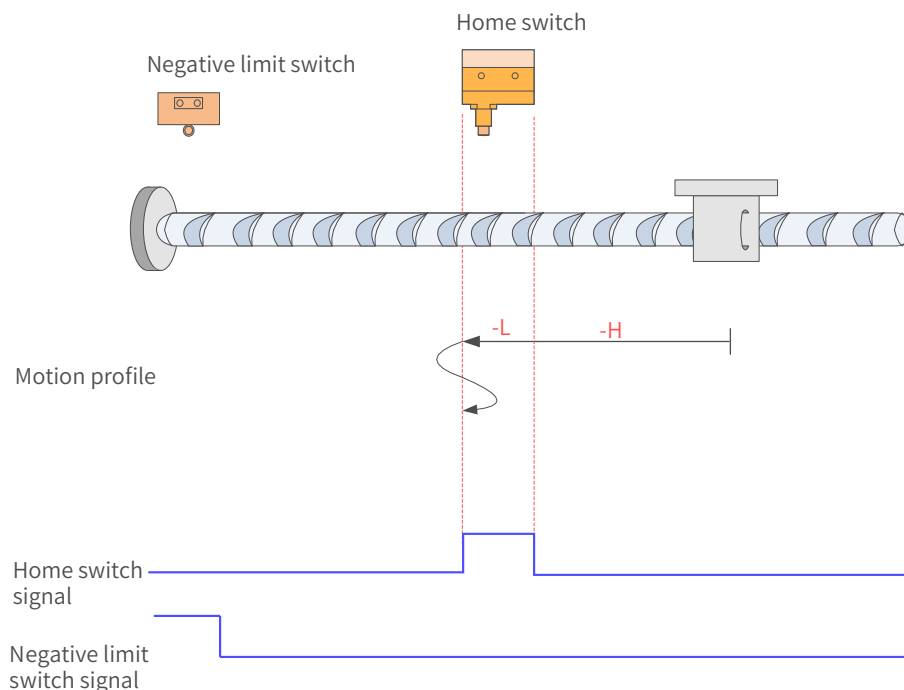 Home switch
Negative limit switch
-L
-H
Motion profile
Home switch
signal
Negative limit
switch signal